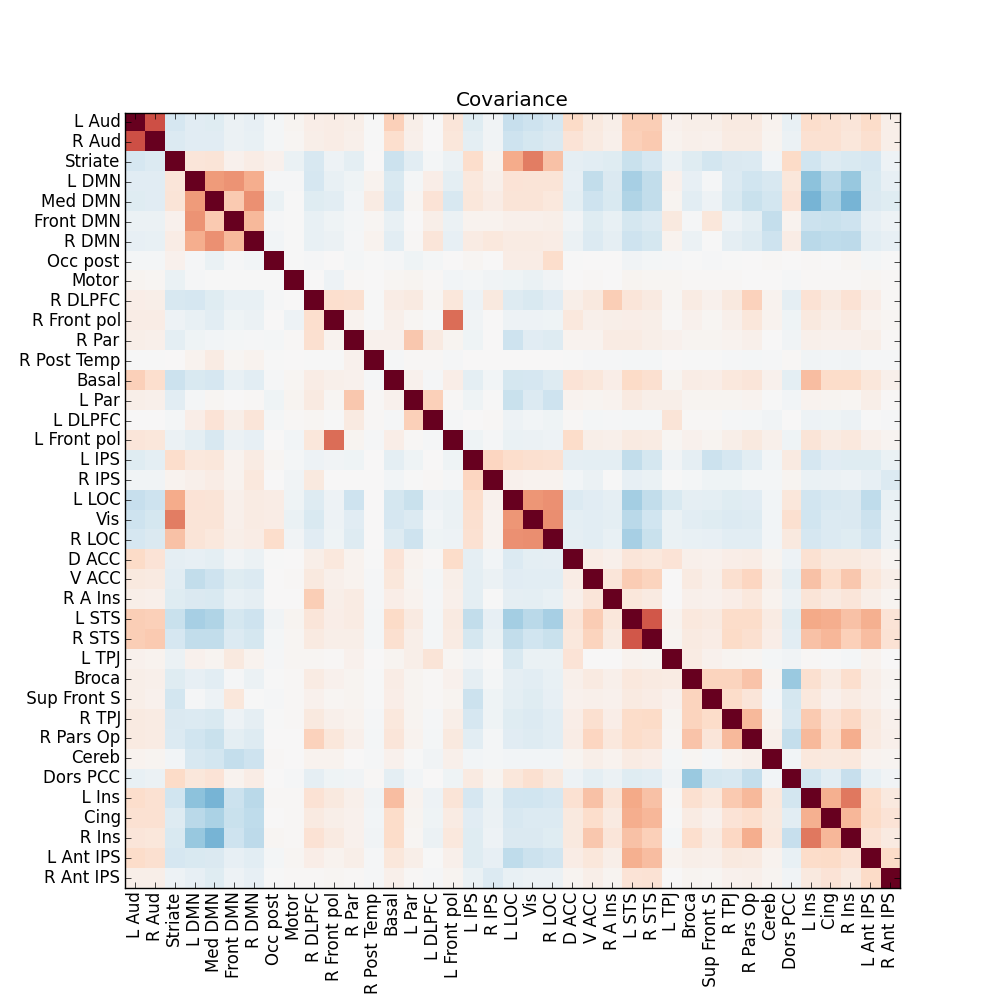 Covariance
L Aud
R Aud
Striate
L DMN
Med DMN
Front DMN
R DMN
Occ post
Motor
R DLPFC
R Front pol
R Par
R Post Temp
Basal
L Par
L DLPFC
L Front pol
L IPS
R IPS
L LOC
Vis
R LOC
D ACC
V ACC
R A Ins
L STS
R STS
L TPJ
Broca
Sup Front S
R TPJ
R Pars Op
Cereb
Dors PCC
L Ins
Cing
R Ins
L Ant IPS
R Ant IPS
L Aud
R Aud
Striate
L DMN
Med DMN
Front DMN
R DMN
Occ post
Motor
R DLPFC
R Front pol
R Par
R Post Temp
Basal
L Par
L DLPFC
L Front pol
L IPS
R IPS
L LOC
Vis
R LOC
D ACC
V ACC
R A Ins
L STS
R STS
L TPJ
Broca
Sup Front S
R TPJ
R Pars Op
Cereb
Dors PCC
L Ins
Cing
R Ins
L Ant IPS
R Ant IPS